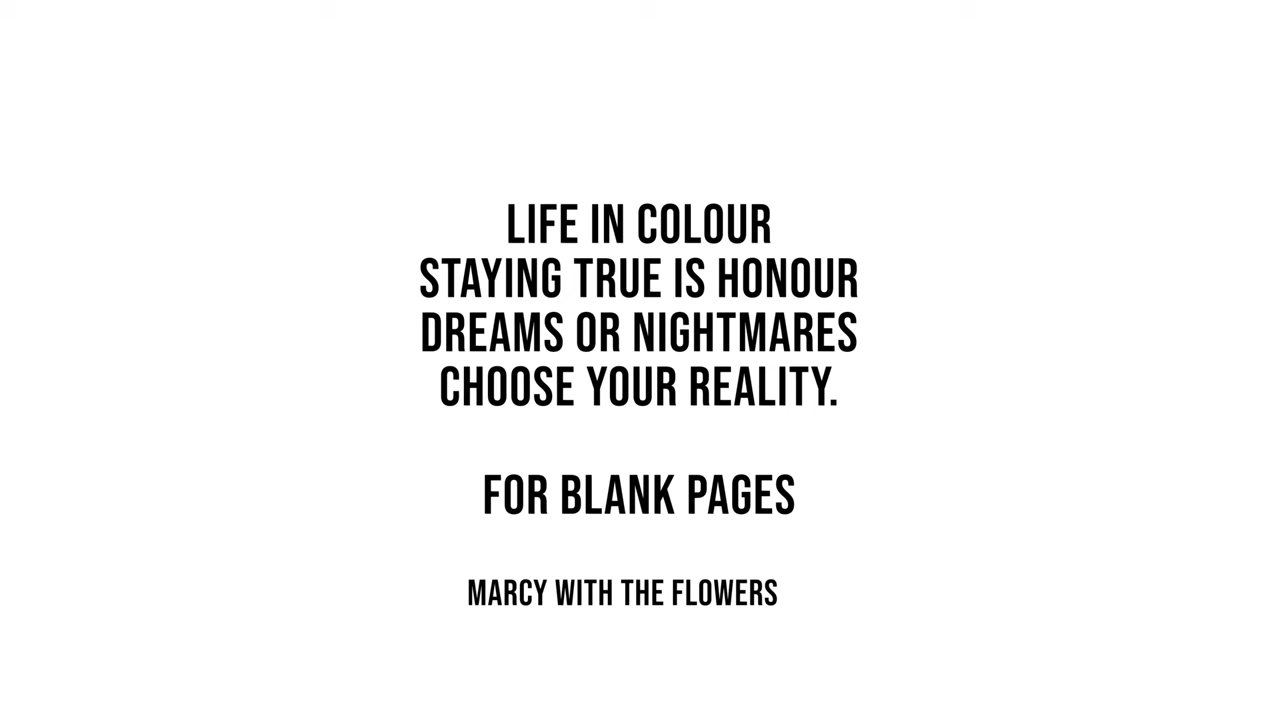 LIFE IN COLOUR
STAYING TRUE IS HONOUR
DREAMS OR NIGHTMARES
CHOOSE YOUR REALITY.
FOR BLANK PAGES
MARCY WITH THE FLOWERS